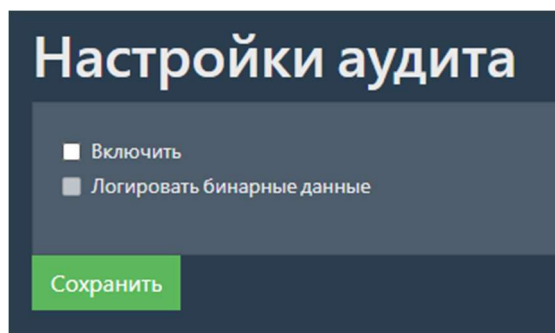 Настройки аудита
Включить
Логировать бинарные данные
Сохранить